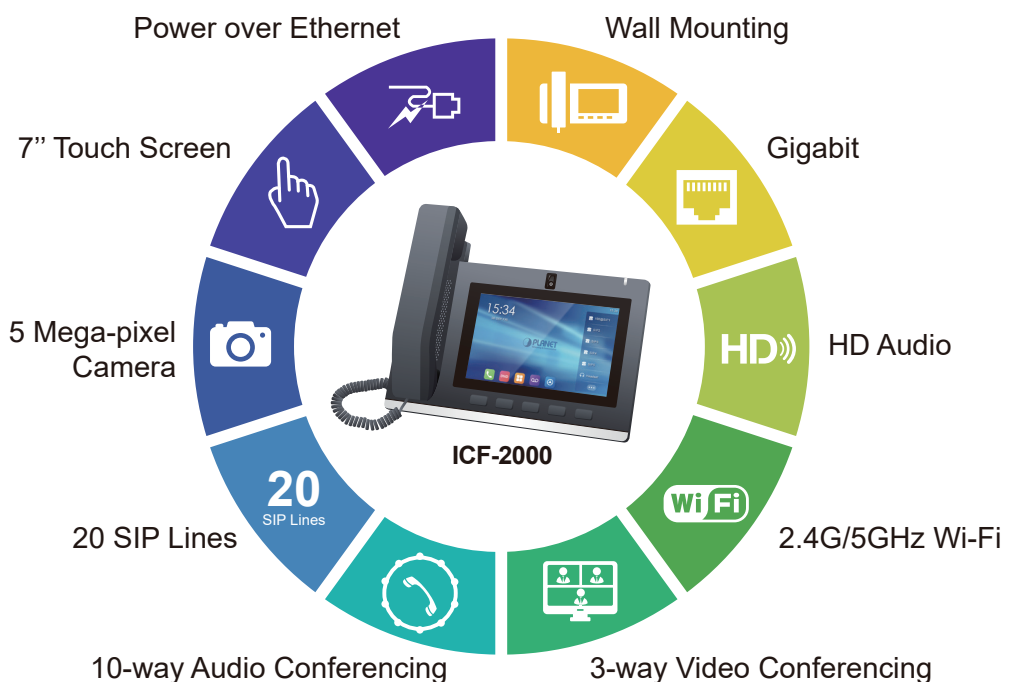 Power over Ethernet
Wall Mounting
7’’ Touch Screen
Gigabit
15:34
PLANET
5 Mega-pixel
Camera
HD
HD Audio
ICF-2000
20
SIP Lines
Wi Fi
20 SIP Lines
2.4G/5GHz Wi-Fi
10-way Audio Conferencing
3-way Video Conferencing